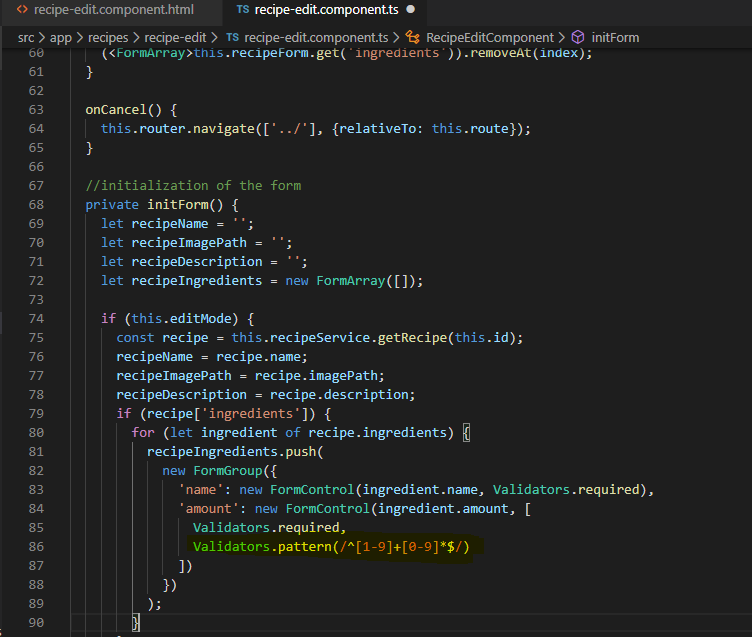 recipe-edit.component.html TS recipe-edit.component.ts
src > app > recipes > recipe-edit > TS recipe-edit.component.ts > RecipeEditComponent > initForm
60 (<FormArray>this.recipeForm.get('ingredients')).removeAt(index);
61 }
62
63 onCancel() {
64 this.router.navigate(['../'], {relativeTo: this.route});
65 }
66
67 //initialization of the form
68 private initForm() {
69 let recipeName = '';
70 let recipeImagePath = '';
71 let recipeDescription = '';
72 let recipeIngredients = new FormArray([]);
73
74 if (this.editMode) {
75 const recipe = this.recipeService.getRecipe(this.id);
76 recipeName = recipe.name;
77 recipeImagePath = recipe.imagePath;
78 recipeDescription = recipe.description;
79 if (recipe['ingredients']) {
80 for (let ingredient of recipe.ingredients) {
81 recipeIngredients.push(
82 new FormGroup({
83 'name': new FormControl(ingredient.name, Validators.required),
84 'amount': new FormControl(ingredient.amount, [
85 Validators.required,
86 Validators.pattern(/^[1-9]+[0-9]*$/)
87 ])
88 })
89 );
90 }